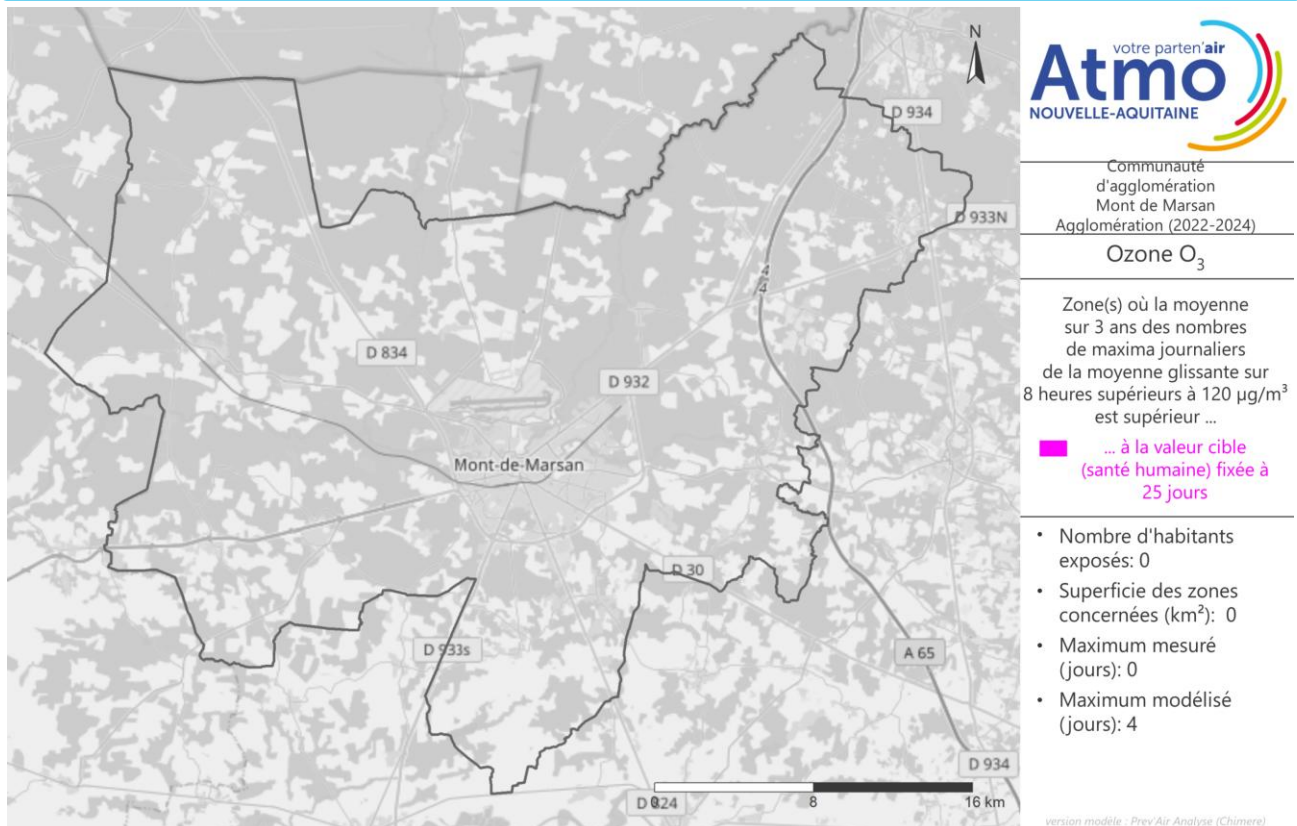 N
D 934
D 933N
44
D 834
D 932
Mont-de-Marsan
D 30
D 933s
A 65
D 934
D 824
0 8 16 km
votre parten'air
Atmo
NOUVELLE-AQUITAINE
Communauté
d'agglomération
Mont de Marsan
Agglomération (2022-2024)
Ozone O₃
Zone(s) où la moyenne
sur 3 ans des nombres
de maxima journaliers
de la moyenne glissante sur
8 heures supérieurs à 120 µg/m³
est supérieur ...
... à la valeur cible
(santé humaine) fixée à
25 jours
• Nombre d'habitants
exposés: 0
• Superficie des zones
concernées (km²): 0
• Maximum mesuré
(jours): 0
• Maximum modélisé
(jours): 4
version modèle : Prev'Air Analyse (Chimere)